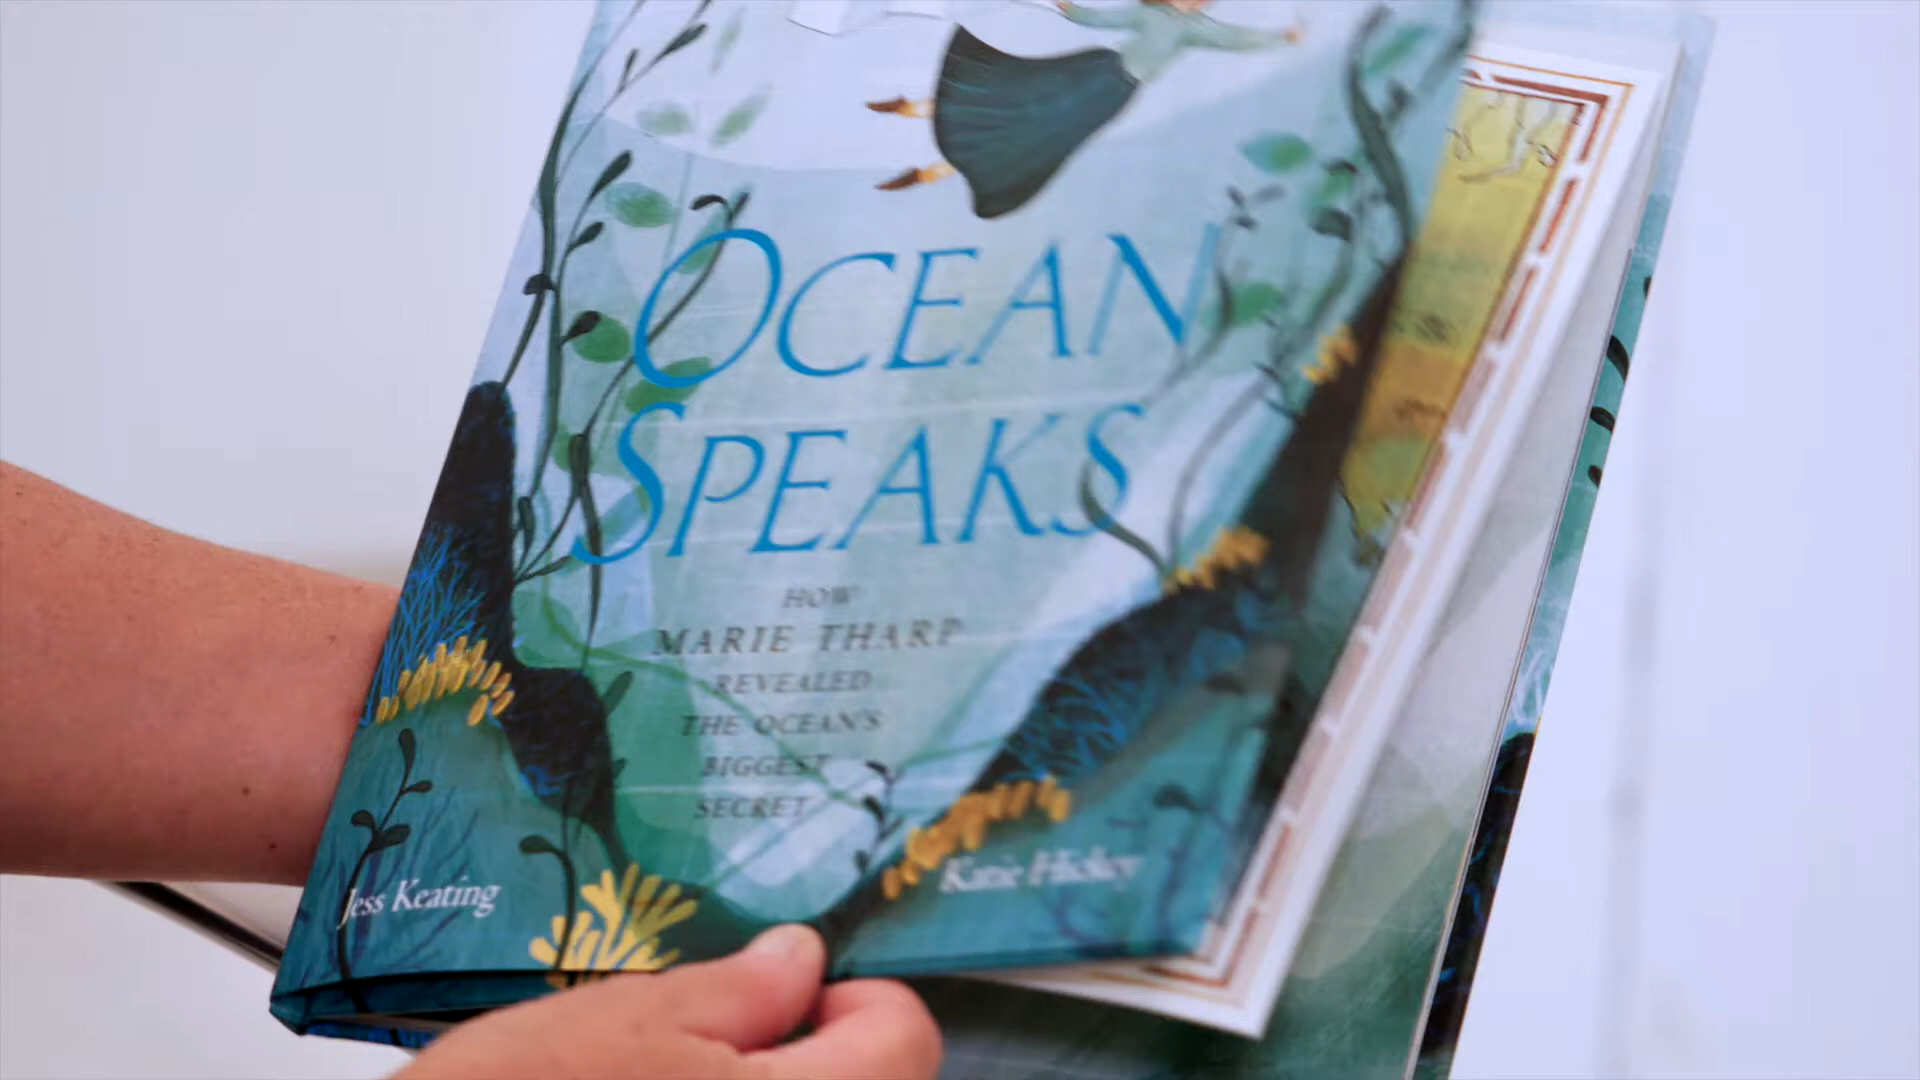 OCEAN
SPEAKS
HOW
MARIE THARP
REVEALED
THE OCEAN'S
BIGGEST
SECRET
Jess Keating
Katie Hickey